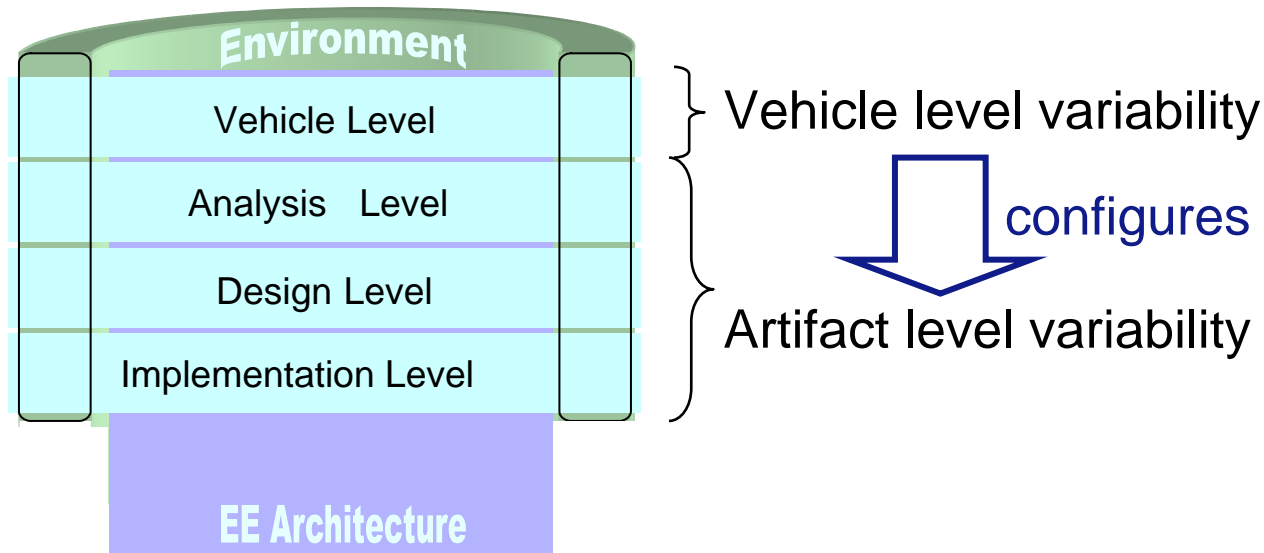 Environment
Vehicle Level
Vehicle level variability
Analysis Level
configures
Design Level
Artifact level variability
Implementation Level
EE Architecture